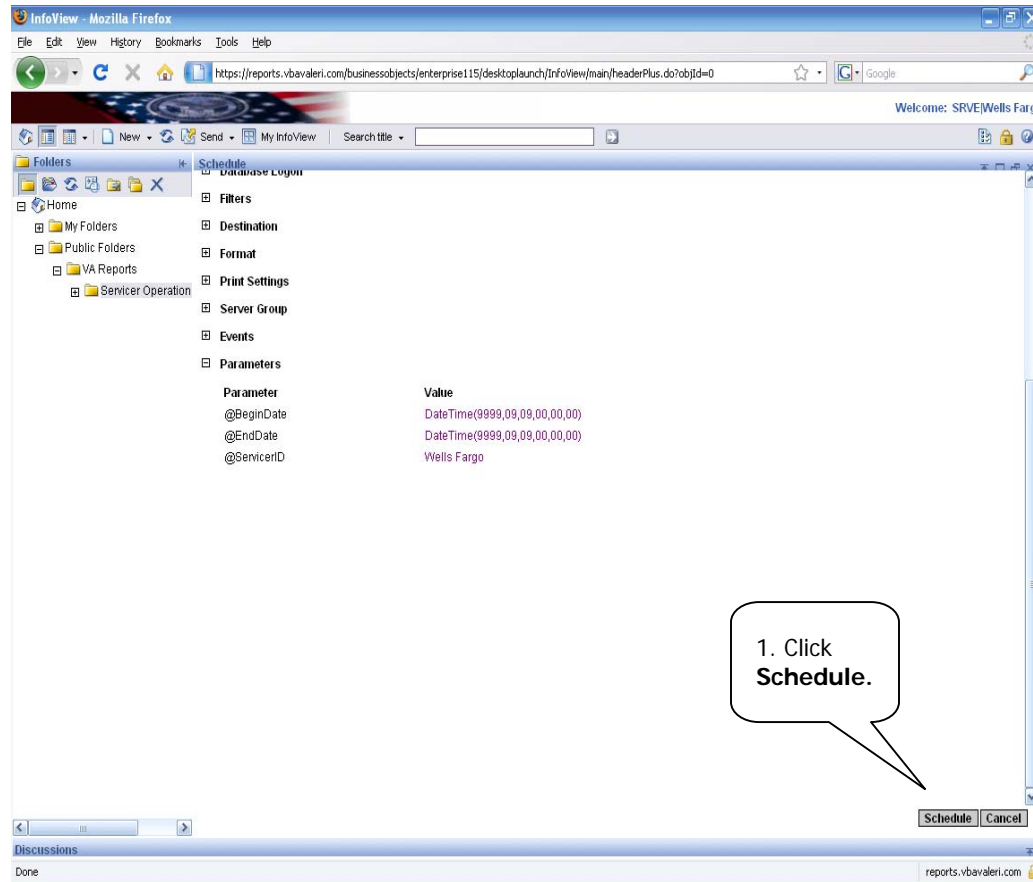 InfoView - Mozilla Firefox
File Edit View History Bookmarks Tools Help
https://reports.vbavaleri.com/businessobjects/enterprise115/desktoplaunch/InfoView/main/headerPlus.do?objId=0
G Google
Welcome: SRVE|Wells Farg
New Send My InfoView Search title
Folders
Schedule
Database Logon
Home
My Folders
Public Folders
VA Reports
Servicer Operation
Filters
Destination
Format
Print Settings
Server Group
Events
Parameters
Parameter Value
@BeginDate DateTime(9999,09,09,00,00,00)
@EndDate DateTime(9999,09,09,00,00,00)
@ServicerID Wells Fargo
1. Click
Schedule.
Schedule Cancel
Discussions
Done reports.vbavaleri.com